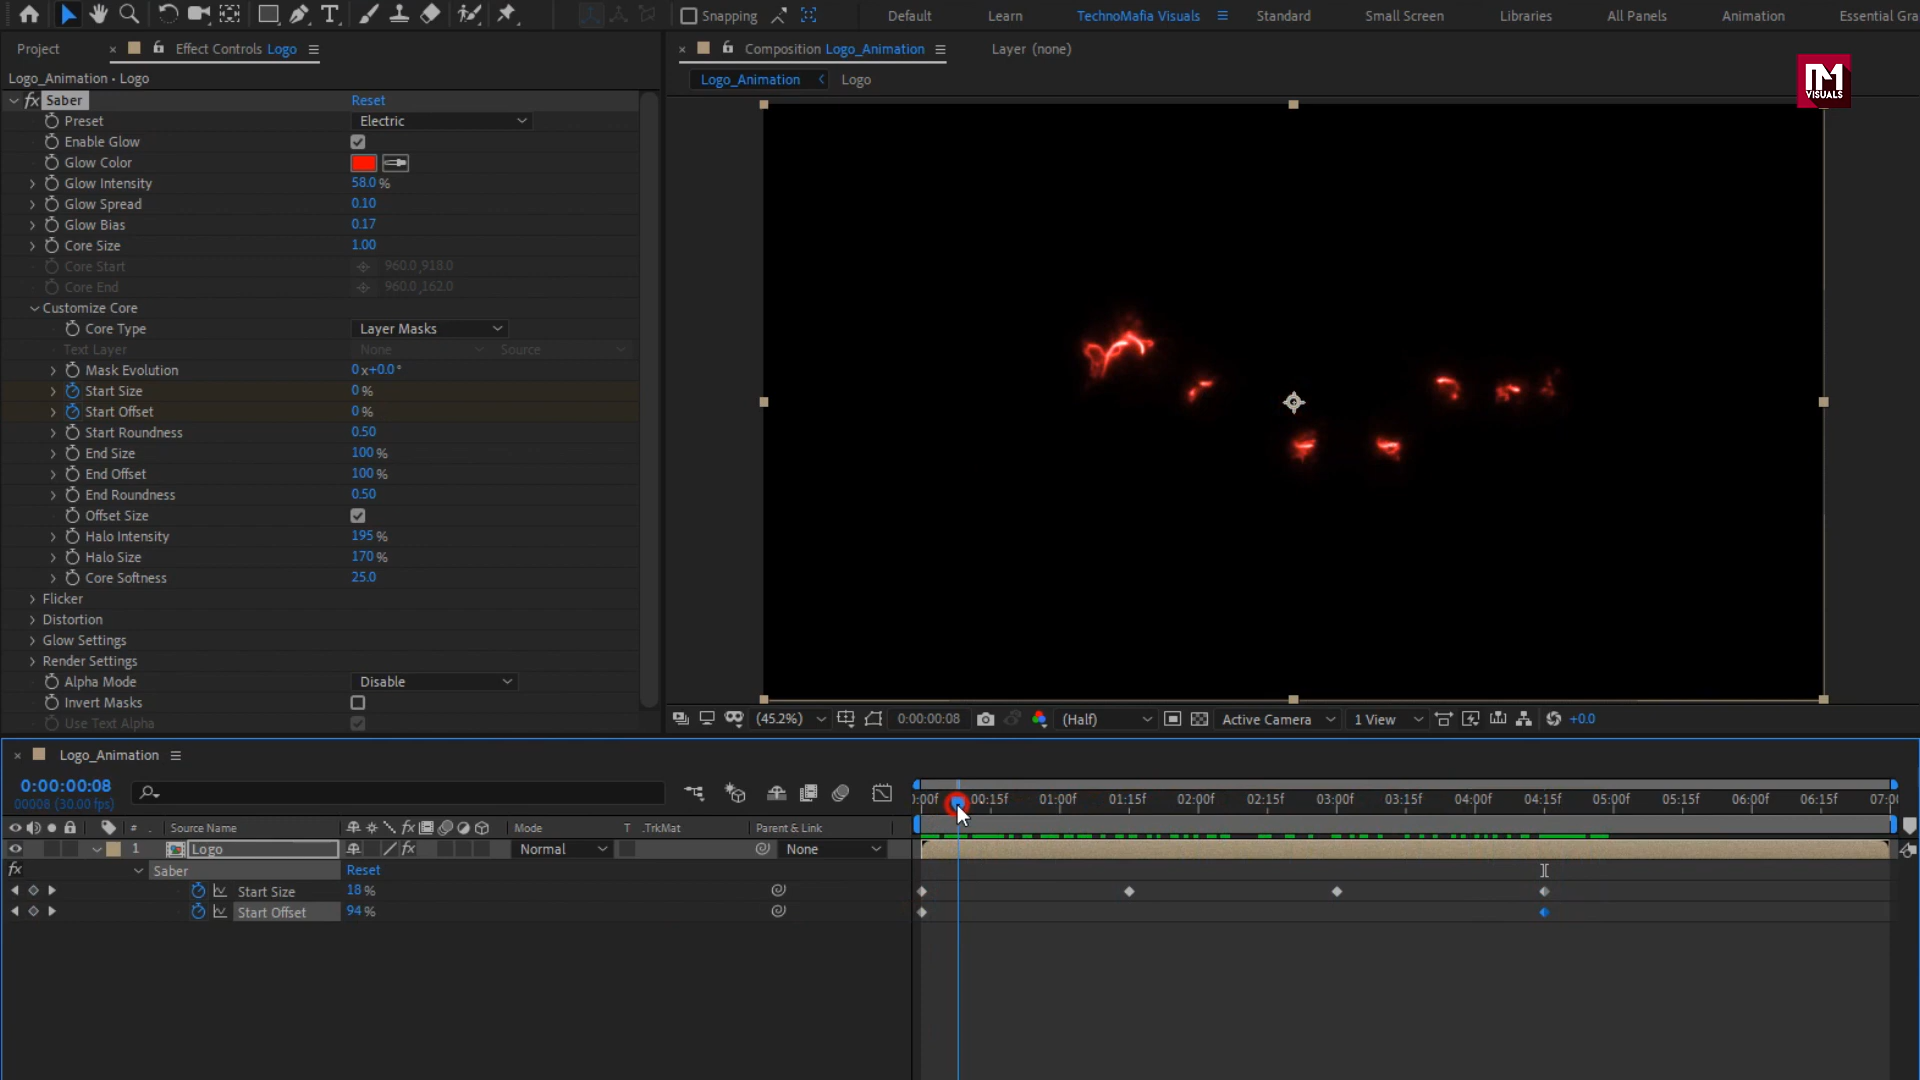 Snapping
Default
Learn
TechnoMafia Visuals
Standard
Small Screen
Libraries
All Panels
Animation
Essential Gra
Project
Effect Controls Logo
Composition Logo_Animation
Layer (none)
Logo_Animation • Logo
Logo_Animation
Logo
VISUALS
fx Saber Reset
Preset Electric
Enable Glow
Glow Color
Glow Intensity 58.0 %
Glow Spread 0.10
Glow Bias 0.17
Core Size 1.00
Core Start 960.0,918.0
Core End 960.0,162.0
Customize Core
Core Type Layer Masks
Text Layer None Source
Mask Evolution 0x+0.0°
Start Size 0 %
Start Offset 0 %
Start Roundness 0.50
End Size 100 %
End Offset 100 %
End Roundness 0.50
Offset Size
Halo Intensity 195 %
Halo Size 170 %
Core Softness 25.0
Flicker
Distortion
Glow Settings
Render Settings
Alpha Mode Disable
Invert Masks
Use Text Alpha
(45.2%) 0:00:00:08 (Half) Active Camera 1 View +0.0
Logo_Animation
0:00:00:08
00008 (30.00 fps)
:00f 00:15f 01:00f 01:15f 02:00f 02:15f 03:00f 03:15f 04:00f 04:15f 05:00f 05:15f 06:00f 06:15f 07:00
# . Source Name fx Mode T .TrkMat Parent & Link
1 Logo fx Normal None
fx Saber Reset
Start Size 18 %
Start Offset 94 %